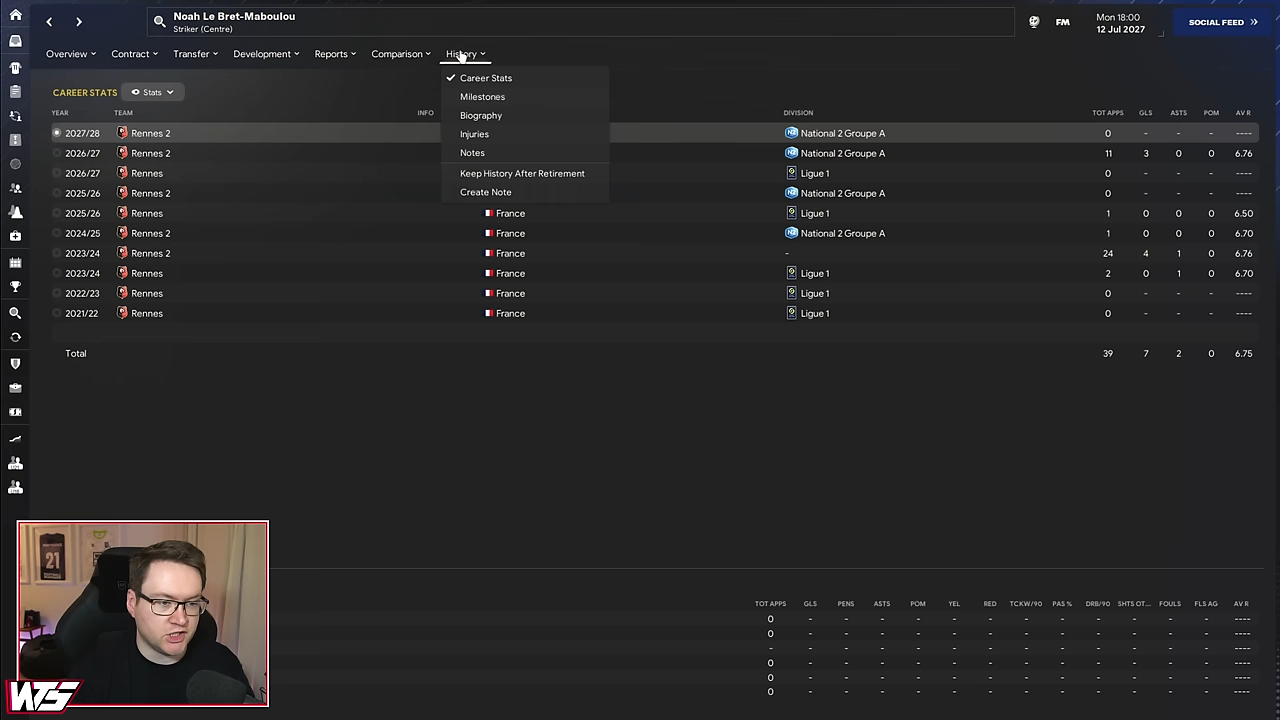 Noah Le Bret-Maboulou
Striker (Centre)
FM
Mon 18:00
12 Jul 2027
SOCIAL FEED
Overview Contract Transfer Development Reports Comparison History
Career Stats
Milestones
Biography
Injuries
Notes
Keep History After Retirement
Create Note
CAREER STATS Stats
YEAR TEAM INFO DIVISION TOT APPS GLS ASTS POM AV R
2027/28 Rennes 2 National 2 Groupe A 0 - - - ----
2026/27 Rennes 2 National 2 Groupe A 11 3 0 0 6.76
2026/27 Rennes Ligue 1 0 - - - ----
2025/26 Rennes 2 National 2 Groupe A 0 - - - ----
2025/26 Rennes France Ligue 1 1 0 0 0 6.50
2024/25 Rennes 2 France National 2 Groupe A 1 0 0 0 6.70
2023/24 Rennes 2 France - 24 4 1 0 6.76
2023/24 Rennes France Ligue 1 2 0 1 0 6.70
2022/23 Rennes France Ligue 1 0 - - - ----
2021/22 Rennes France Ligue 1 0 - - - ----
Total 39 7 2 0 6.75
TOT APPS GLS PENS ASTS POM YEL RED TCKW/90 PAS % DRB/90 SHTS OT... FOULS FLS AG AV R
0 - - - - - - - - - - - - ----
0 - - - - - - - - - - - - ----
- - - - - - - - - - - - - ----
0 - - - - - - - - - - - - ----
0 - - - - - - - - - - - - ----
0 - - - - - - - - - - - - ----
21
WTS